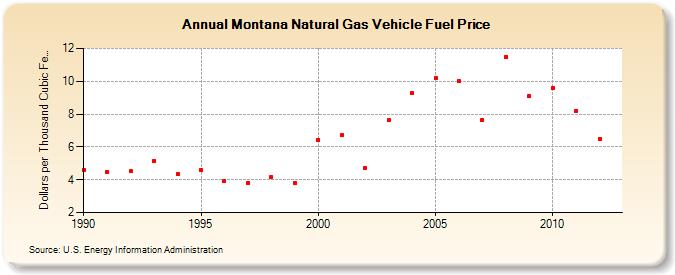 Annual Montana Natural Gas Vehicle Fuel Price
Dollars per Thousand Cubic Fe...
12
10
8
6
4
2
1990 1995 2000 2005 2010
Source: U.S. Energy Information Administration